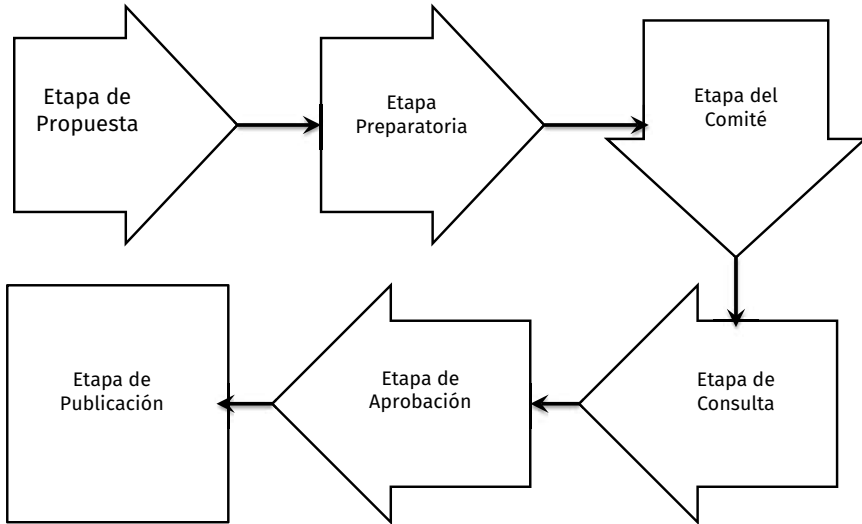 Etapa de
Propuesta
Etapa
Preparatoria
Etapa del
Comité
Etapa de
Consulta
Etapa de
Aprobación
Etapa de
Publicación